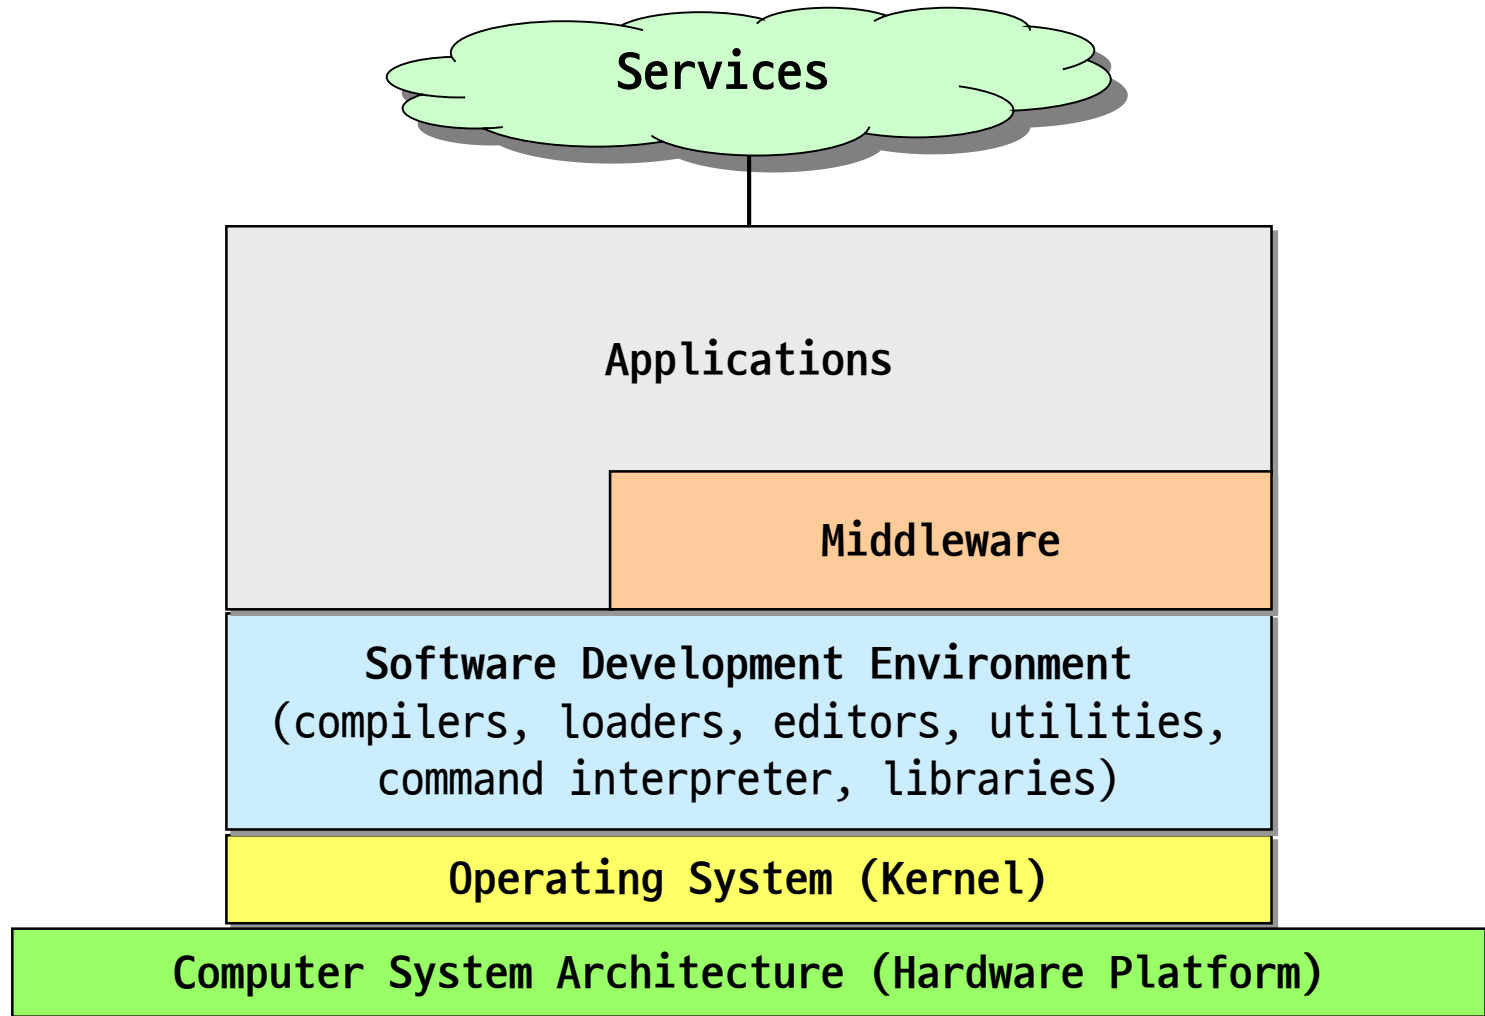 Services
Applications
Middleware
Software Development Environment
(compilers, loaders, editors, utilities,
command interpreter, libraries)
Operating System (Kernel)
Computer System Architecture (Hardware Platform)